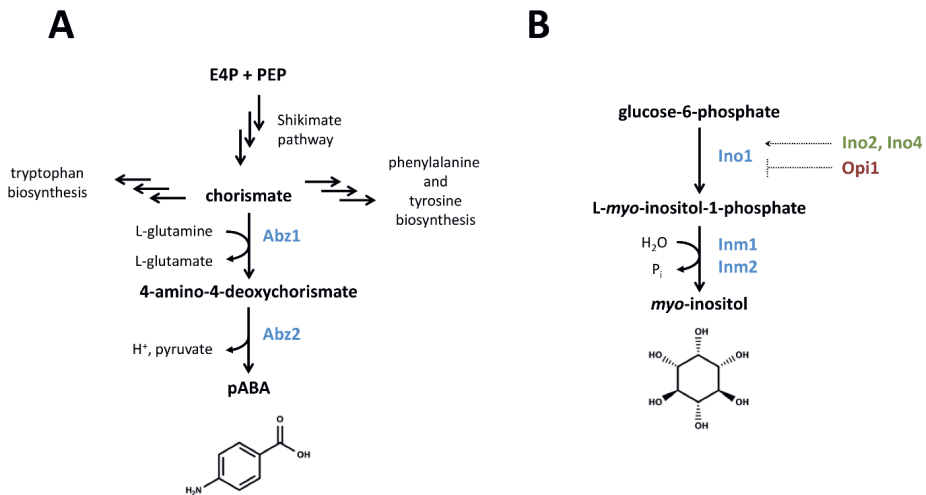 A
E4P + PEP
Shikimate
pathway
tryptophan
biosynthesis
chorismate
phenylalanine
and
tyrosine
biosynthesis
L-glutamine
Abz1
L-glutamate
4-amino-4-deoxychorismate
Abz2
H⁺, pyruvate
pABA
O
OH
H₂N
B
glucose-6-phosphate
Ino1
Ino2, Ino4
Opi1
L-myo-inositol-1-phosphate
H₂O
Inm1
Pᵢ
Inm2
myo-inositol
OH
HO OH
HO OH
OH